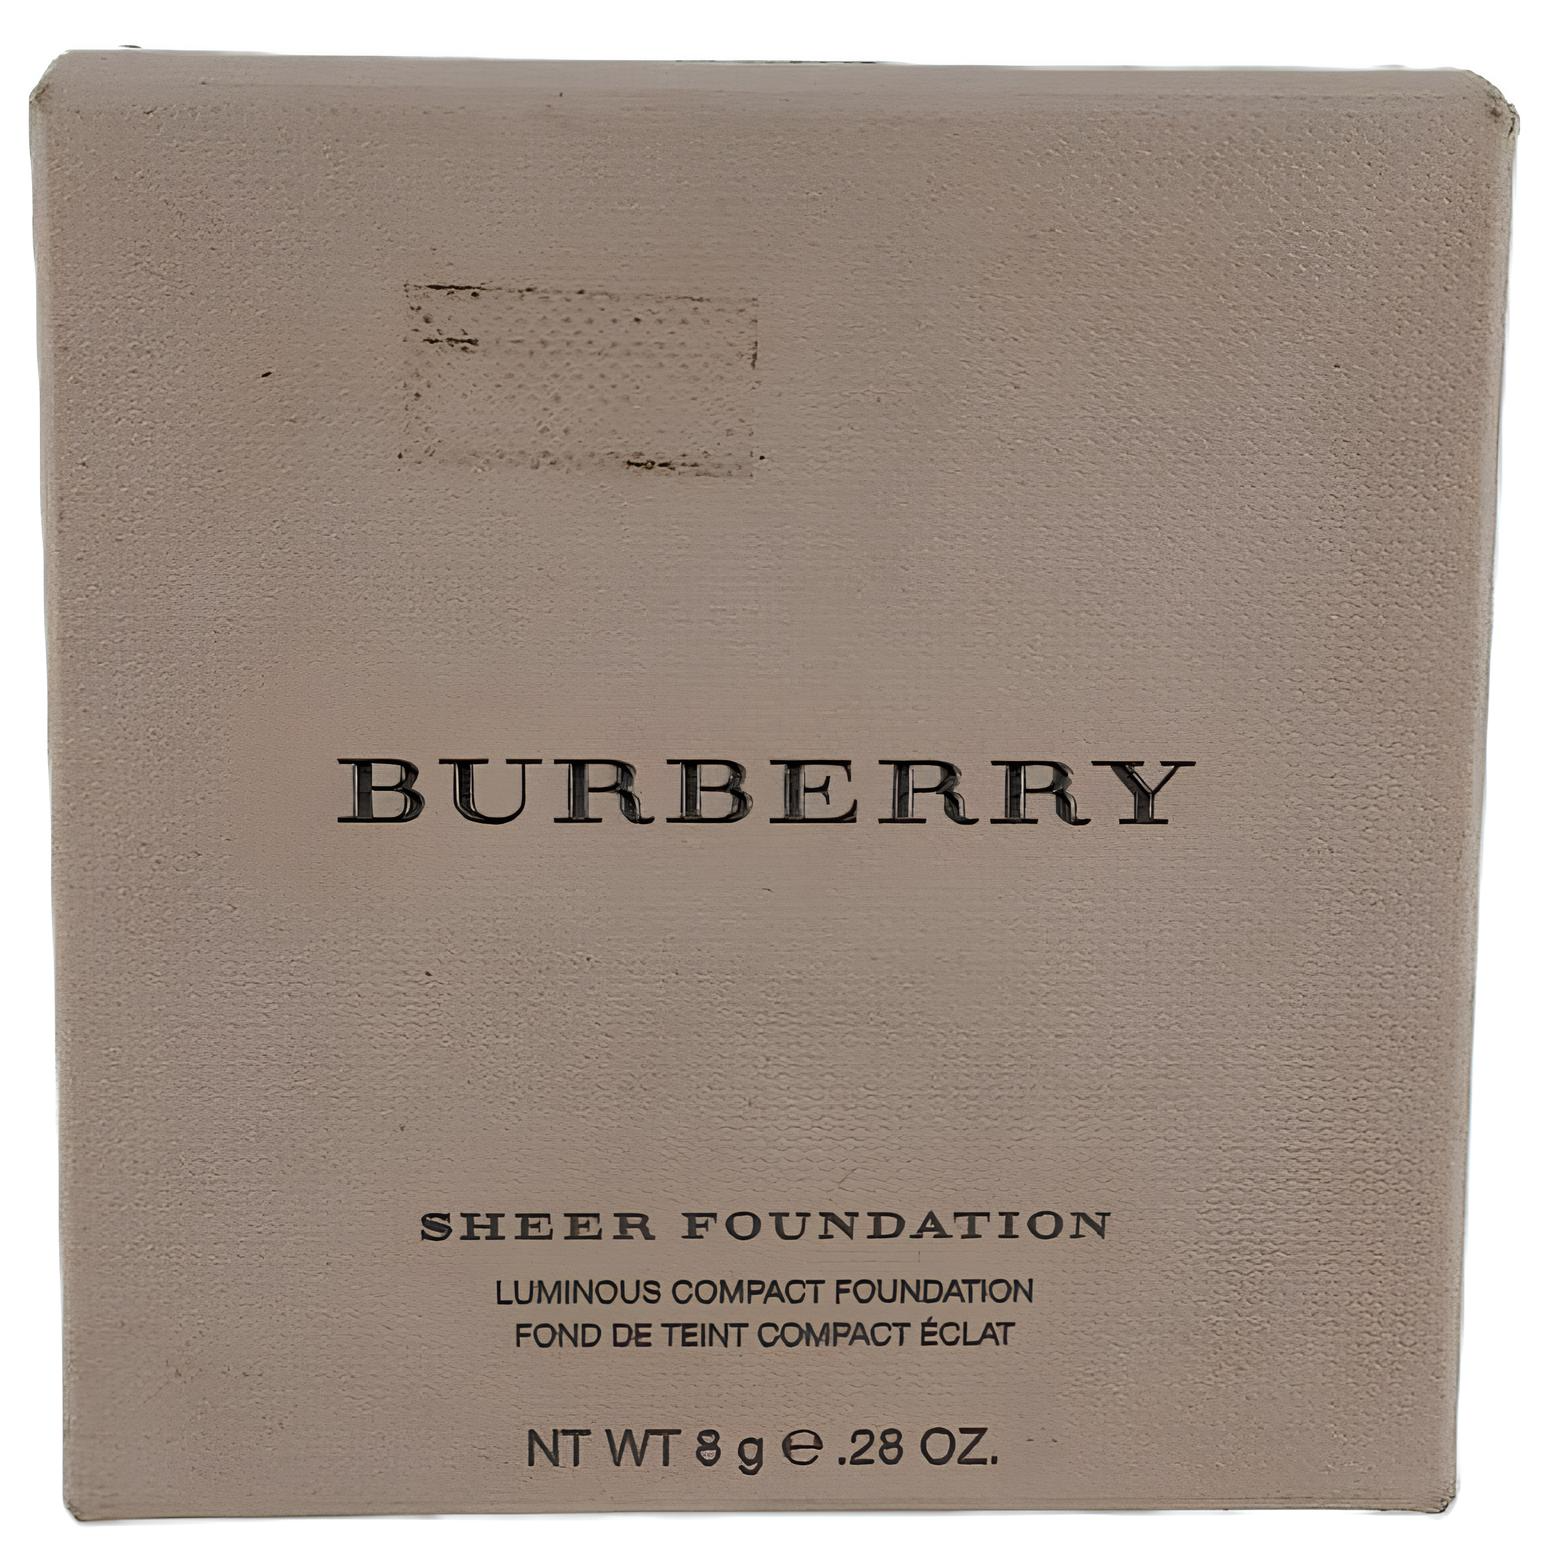 BURBERRY
SHEER FOUNDATION
LUMINOUS COMPACT FOUNDATION
FOND DE TEINT COMPACT ÉCLAT
NT WT 8 g ℮ .28 OZ.